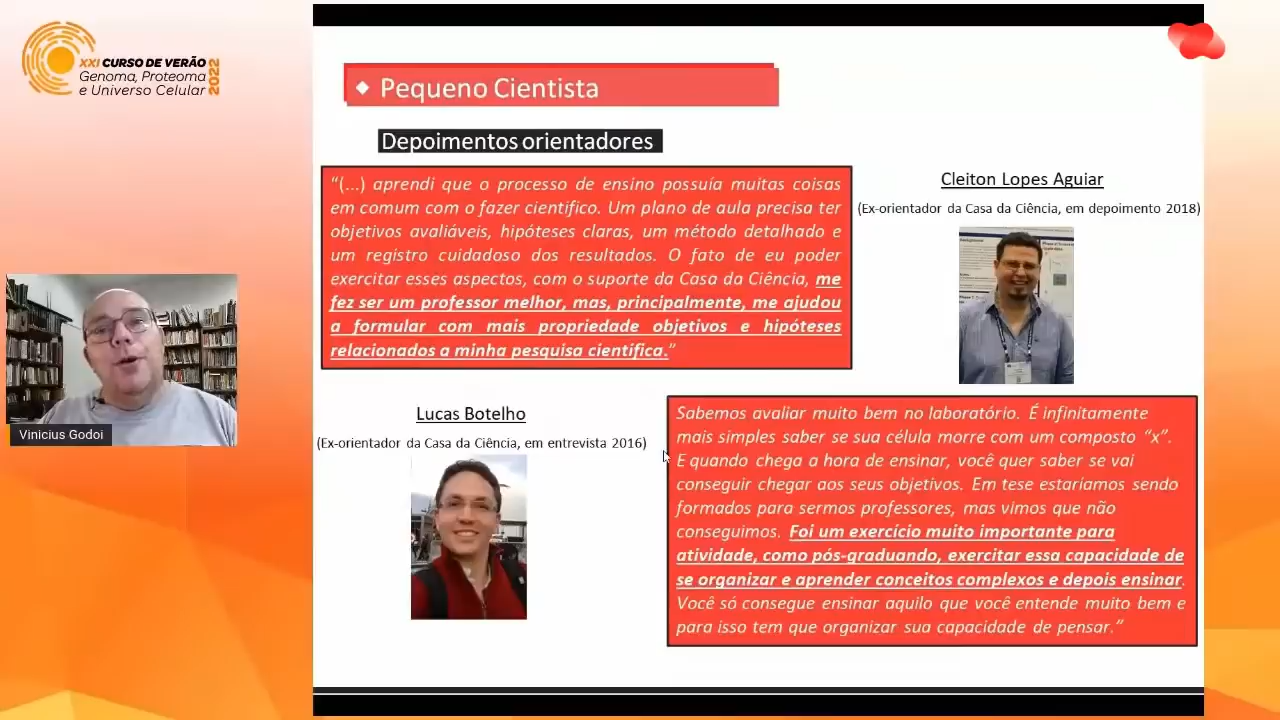 XXI CURSO DE VERÃO
Genoma, Proteoma
e Universo Celular
2022
Pequeno Cientista
Depoimentos orientadores
“(...) aprendi que o processo de ensino possuía muitas coisas
em comum com o fazer cientifico. Um plano de aula precisa ter
objetivos avaliáveis, hipóteses claras, um método detalhado e
um registro cuidadoso dos resultados. O fato de eu poder
exercitar esses aspectos, com o suporte da Casa da Ciência, me
fez ser um professor melhor, mas, principalmente, me ajudou
a formular com mais propriedade objetivos e hipóteses
relacionados a minha pesquisa científica.”
Cleiton Lopes Aguiar
(Ex-orientador da Casa da Ciência, em depoimento 2018)
Vinicius Godoi
Lucas Botelho
(Ex-orientador da Casa da Ciência, em entrevista 2016)
Sabemos avaliar muito bem no laboratório. É infinitamente
mais simples saber se sua célula morre com um composto “x”.
E quando chega a hora de ensinar, você quer saber se vai
conseguir chegar aos seus objetivos. Em tese estaríamos sendo
formados para sermos professores, mas vimos que não
conseguimos. Foi um exercício muito importante para
atividade, como pós-graduando, exercitar essa capacidade de
se organizar e aprender conceitos complexos e depois ensinar.
Você só consegue ensinar aquilo que você entende muito bem e
para isso tem que organizar sua capacidade de pensar.”